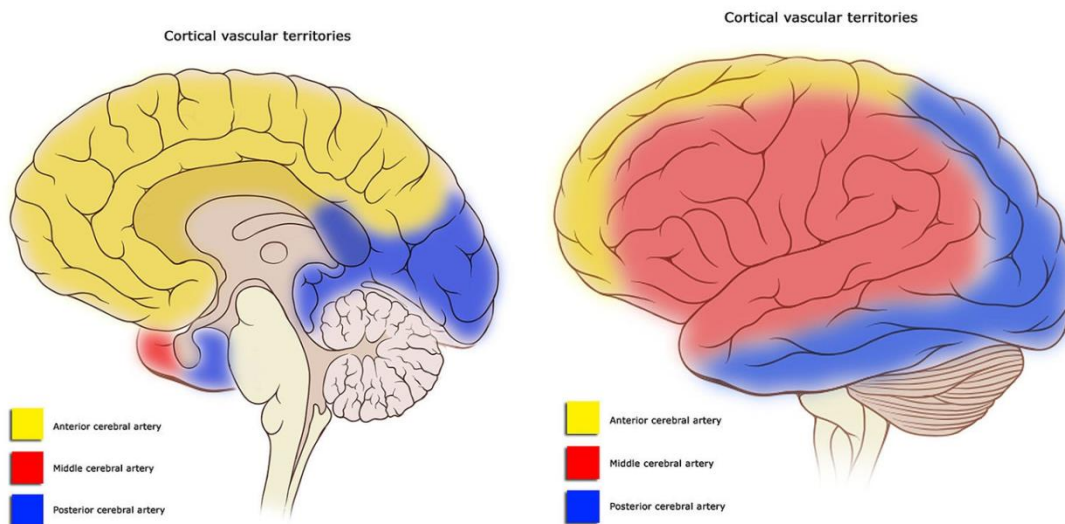 Cortical vascular territories
Anterior cerebral artery
Middle cerebral artery
Posterior cerebral artery
Cortical vascular territories
Anterior cerebral artery
Middle cerebral artery
Posterior cerebral artery